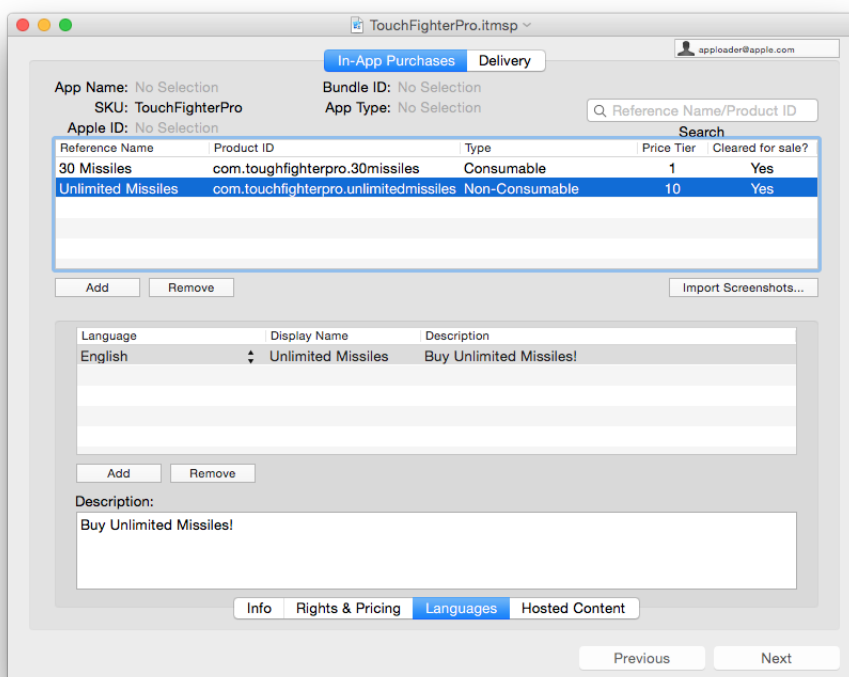 TouchFighterPro.itmsp
apploader@apple.com
In-App Purchases Delivery
App Name: No Selection Bundle ID: No Selection
SKU: TouchFighterPro App Type: No Selection
Reference Name/Product ID
Apple ID: No Selection Search
Reference Name Product ID Type Price Tier Cleared for sale?
30 Missiles com.toughfighterpro.30missiles Consumable 1 Yes
Unlimited Missiles com.touchfighterpro.unlimitedmissiles Non-Consumable 10 Yes
Add Remove Import Screenshots...
Language Display Name Description
English Unlimited Missiles Buy Unlimited Missiles!
Add Remove
Description:
Buy Unlimited Missiles!
Info Rights & Pricing Languages Hosted Content
Previous Next